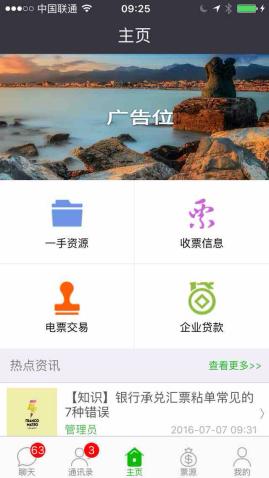 中国联通 09:25
主页
广告位
一手资源 收票信息
票
电票交易 企业贷款
热点资讯 查看更多>>
【知识】银行承兑汇票粘单常见的
7种错误
管理员 2016-07-07 09:31
FRANCO
MATTIO
63 3
聊天 通讯录 主页 票源 我的